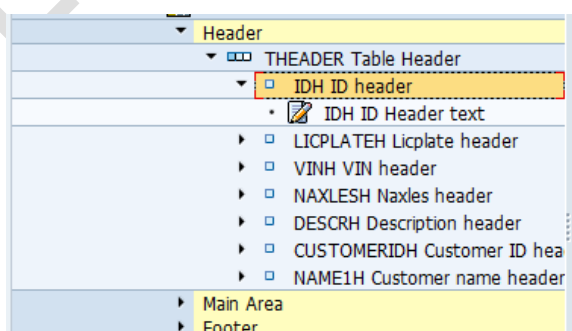 Header
THEADER Table Header
IDH ID header
IDH ID Header text
LICPLATEH Licplate header
VINH VIN header
NAXLESH Naxles header
DESCRH Description header
CUSTOMERIDH Customer ID hea
NAME1H Customer name header
Main Area
Footer